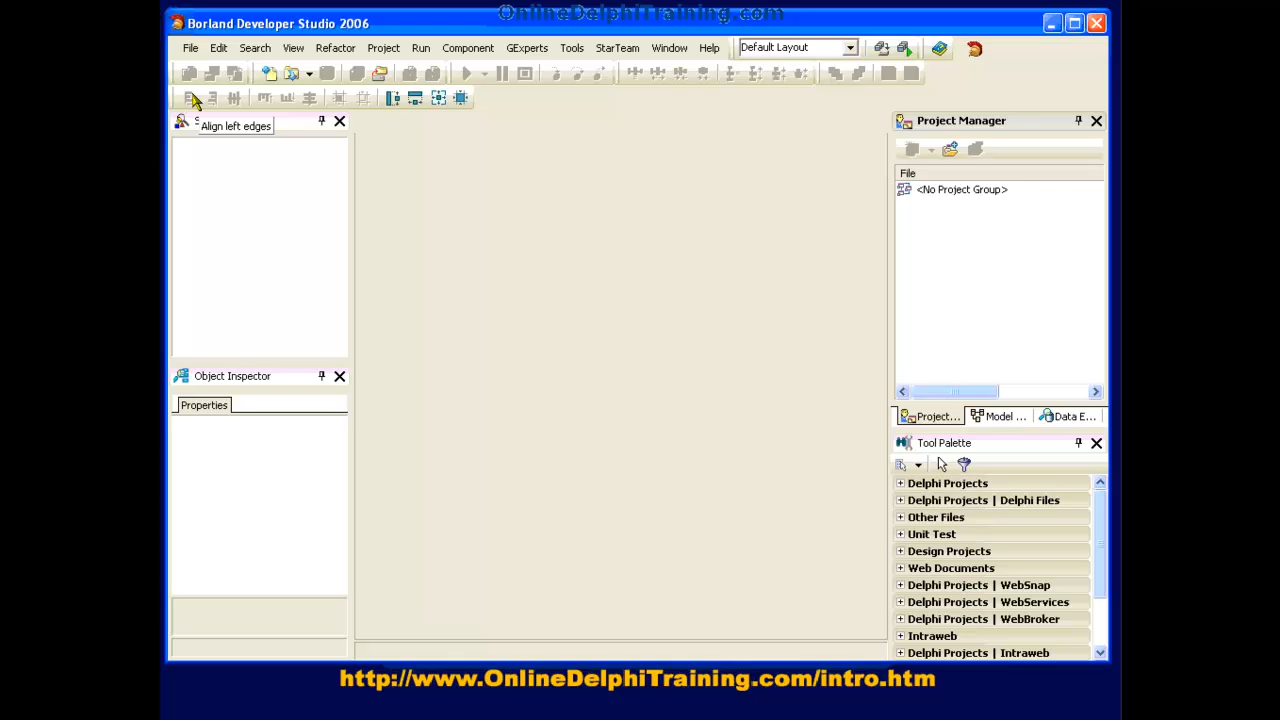 OnlineDelphiTraining.com
Borland Developer Studio 2006
File Edit Search View Refactor Project Run Component GExperts Tools StarTeam Window Help Default Layout
Align left edges
Project Manager
File
<No Project Group>
Object Inspector
Properties
Project... Model ... Data E...
Tool Palette
Delphi Projects
Delphi Projects | Delphi Files
Other Files
Unit Test
Design Projects
Web Documents
Delphi Projects | WebSnap
Delphi Projects | WebServices
Delphi Projects | WebBroker
Intraweb
Delphi Projects | Intraweb
http://www.OnlineDelphiTraining.com/intro.htm